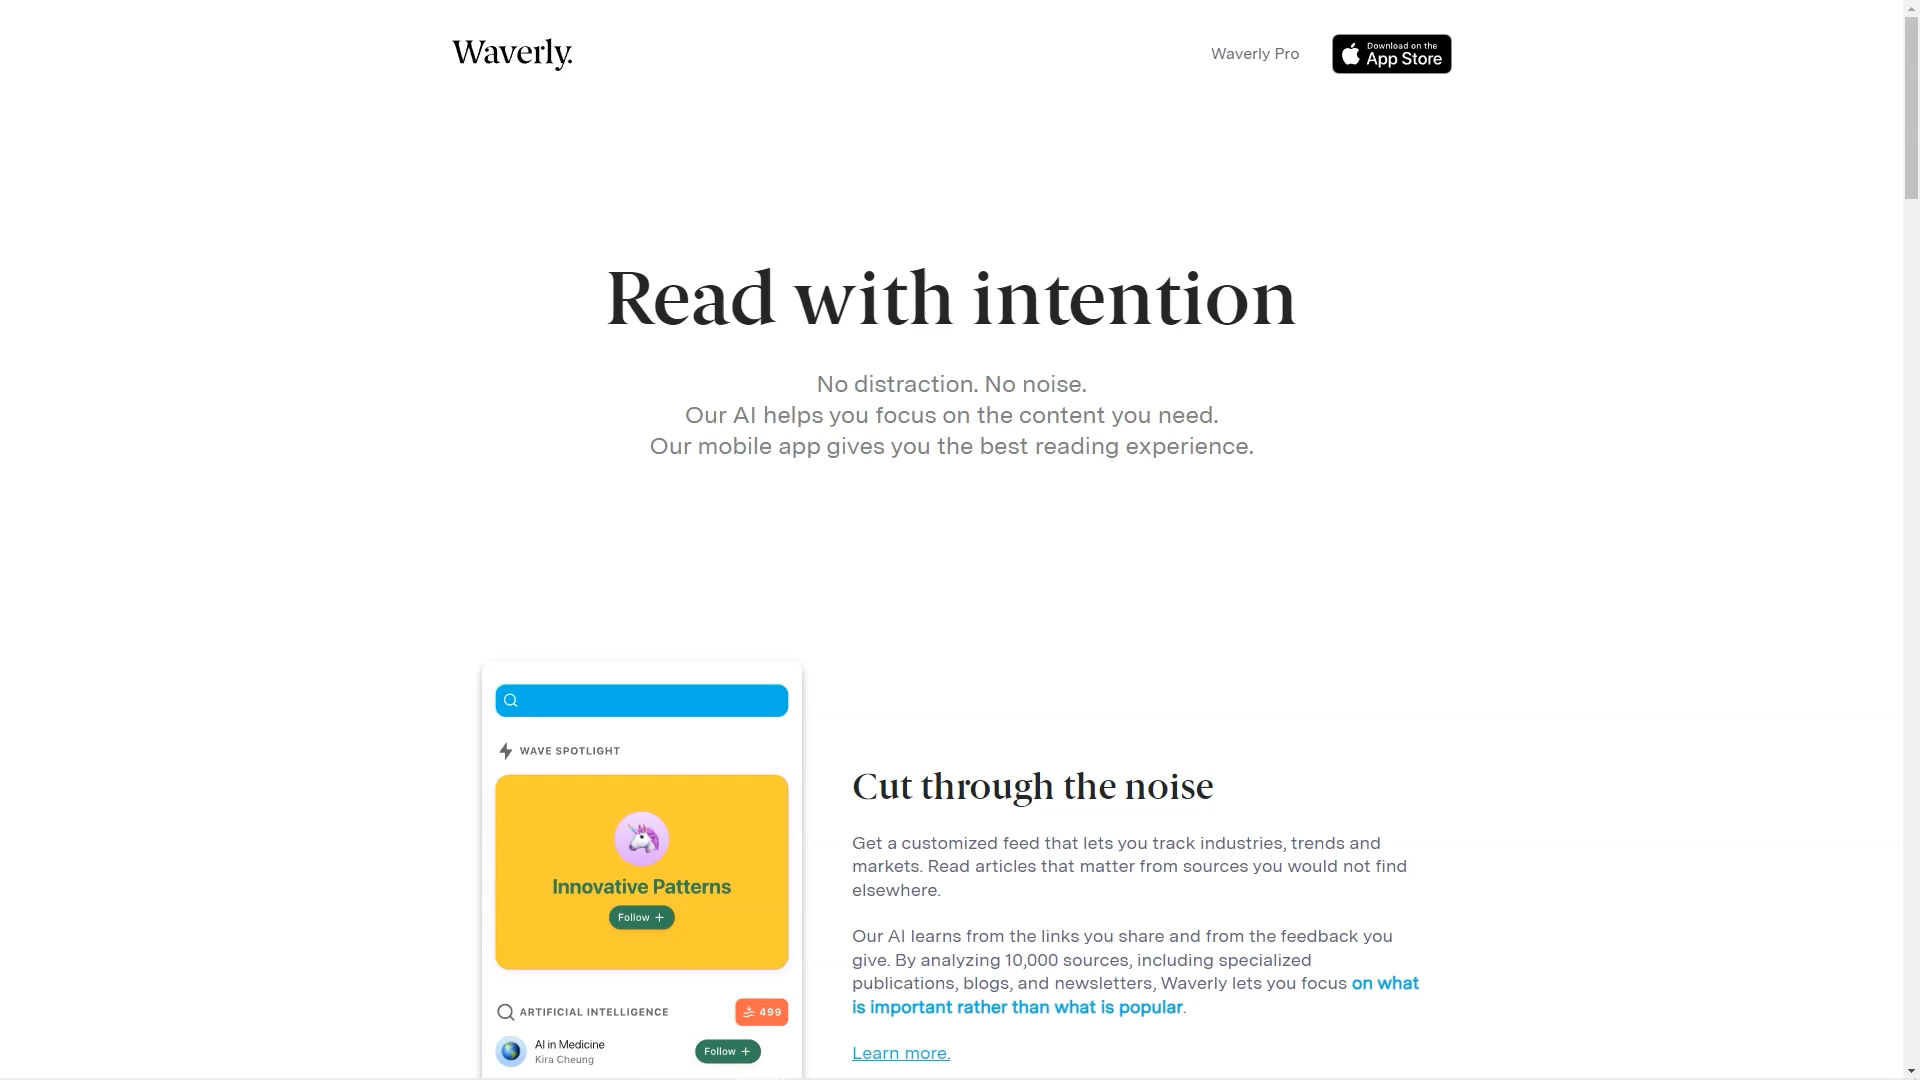 Waverly.
Waverly Pro
Download on the
App Store
Read with intention
No distraction. No noise.
Our AI helps you focus on the content you need.
Our mobile app gives you the best reading experience.
WAVE SPOTLIGHT
Innovative Patterns
Follow +
ARTIFICIAL INTELLIGENCE
499
AI in Medicine
Kira Cheung
Follow +
Cut through the noise
Get a customized feed that lets you track industries, trends and
markets. Read articles that matter from sources you would not find
elsewhere.
Our AI learns from the links you share and from the feedback you
give. By analyzing 10,000 sources, including specialized
publications, blogs, and newsletters, Waverly lets you focus on what
is important rather than what is popular.
Learn more.